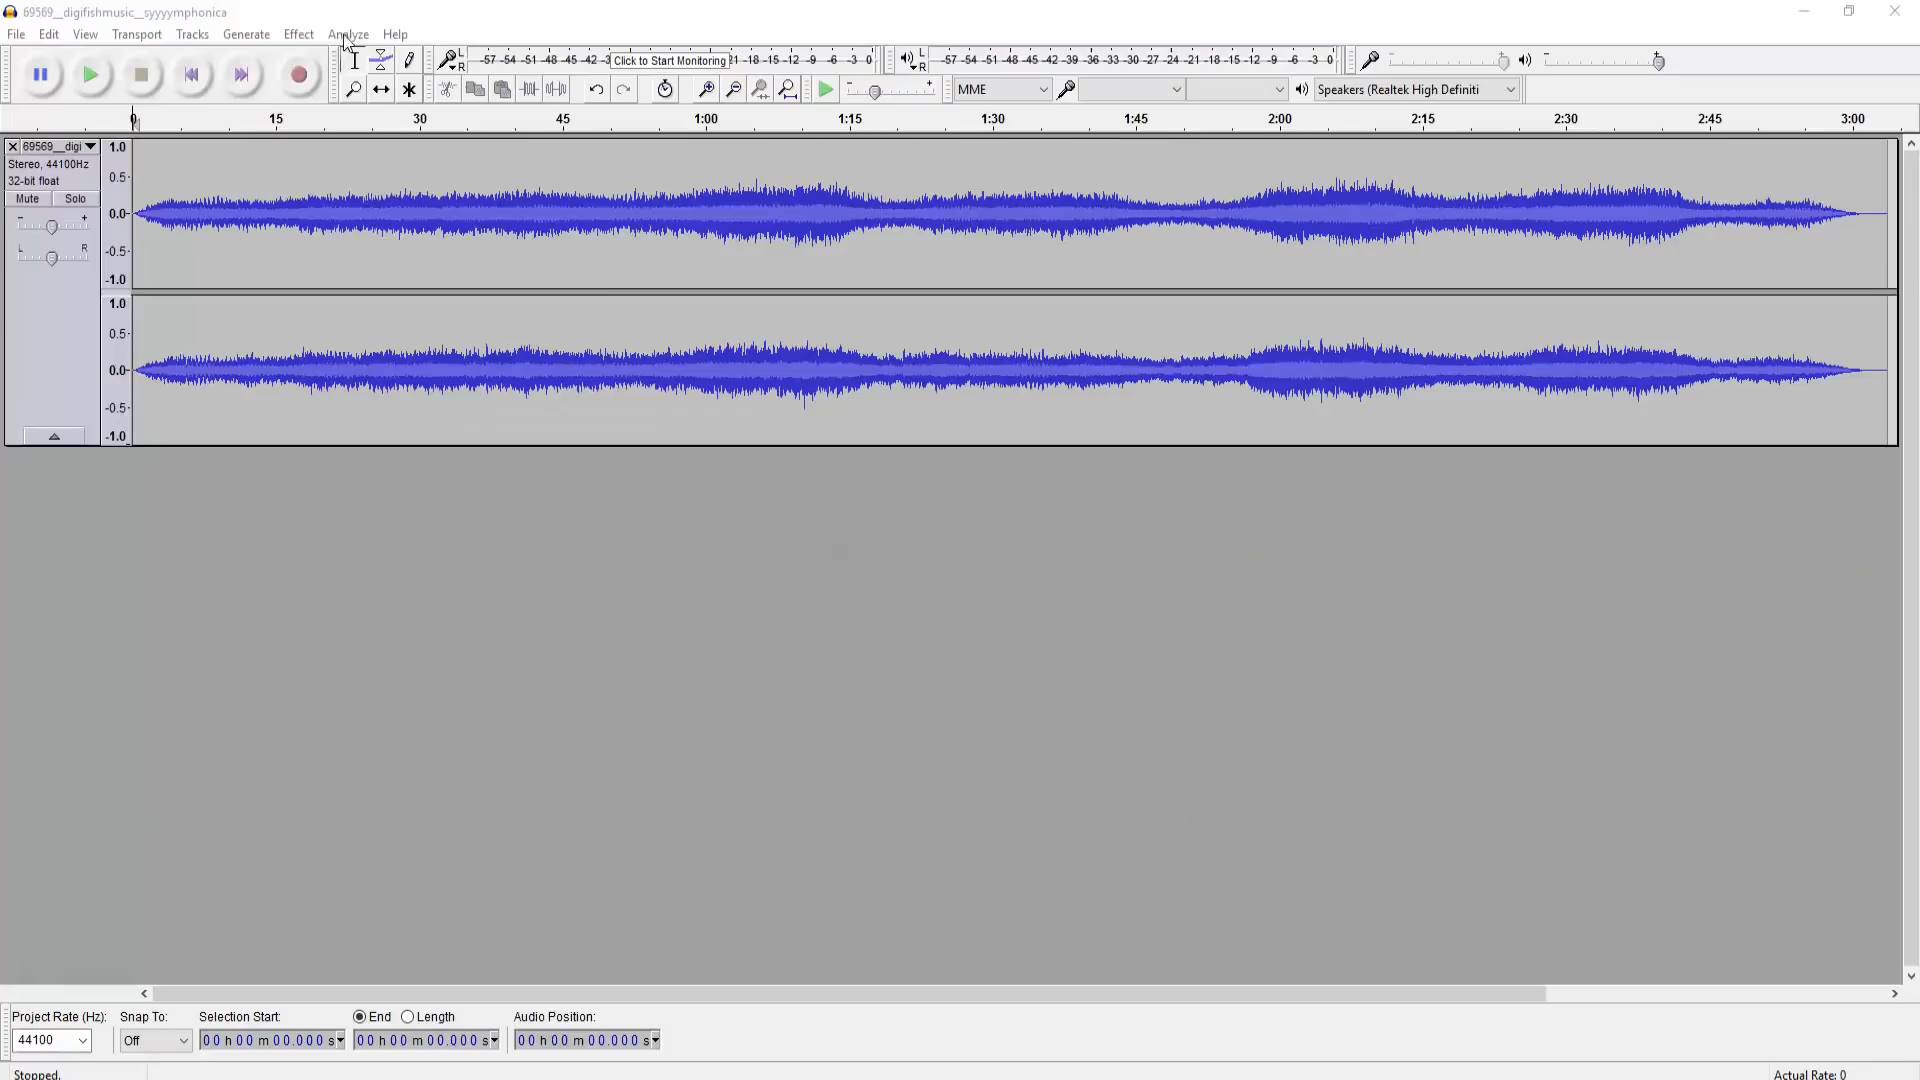 69569__digifishmusic__syyyymphonica
File Edit View Transport Tracks Generate Effect Analyze Help
L R -57 -54 -51 -48 -45 -42 -3 Click to Start Monitoring 21 -18 -15 -12 -9 -6 -3 0 L R -57 -54 -51 -48 -45 -42 -39 -36 -33 -30 -27 -24 -21 -18 -15 -12 -9 -6 -3 0
MME Speakers (Realtek High Definiti
0 15 30 45 1:00 1:15 1:30 1:45 2:00 2:15 2:30 2:45 3:00
69569__digi
Stereo, 44100Hz
32-bit float
Mute Solo
- +
L R
1.0
0.5
0.0
-0.5
-1.0
1.0
0.5
0.0
-0.5
-1.0
Project Rate (Hz): Snap To: Selection Start: End Length Audio Position:
44100 Off 00 h 00 m 00.000 s 00 h 00 m 00.000 s 00 h 00 m 00.000 s
Stopped. Actual Rate: 0